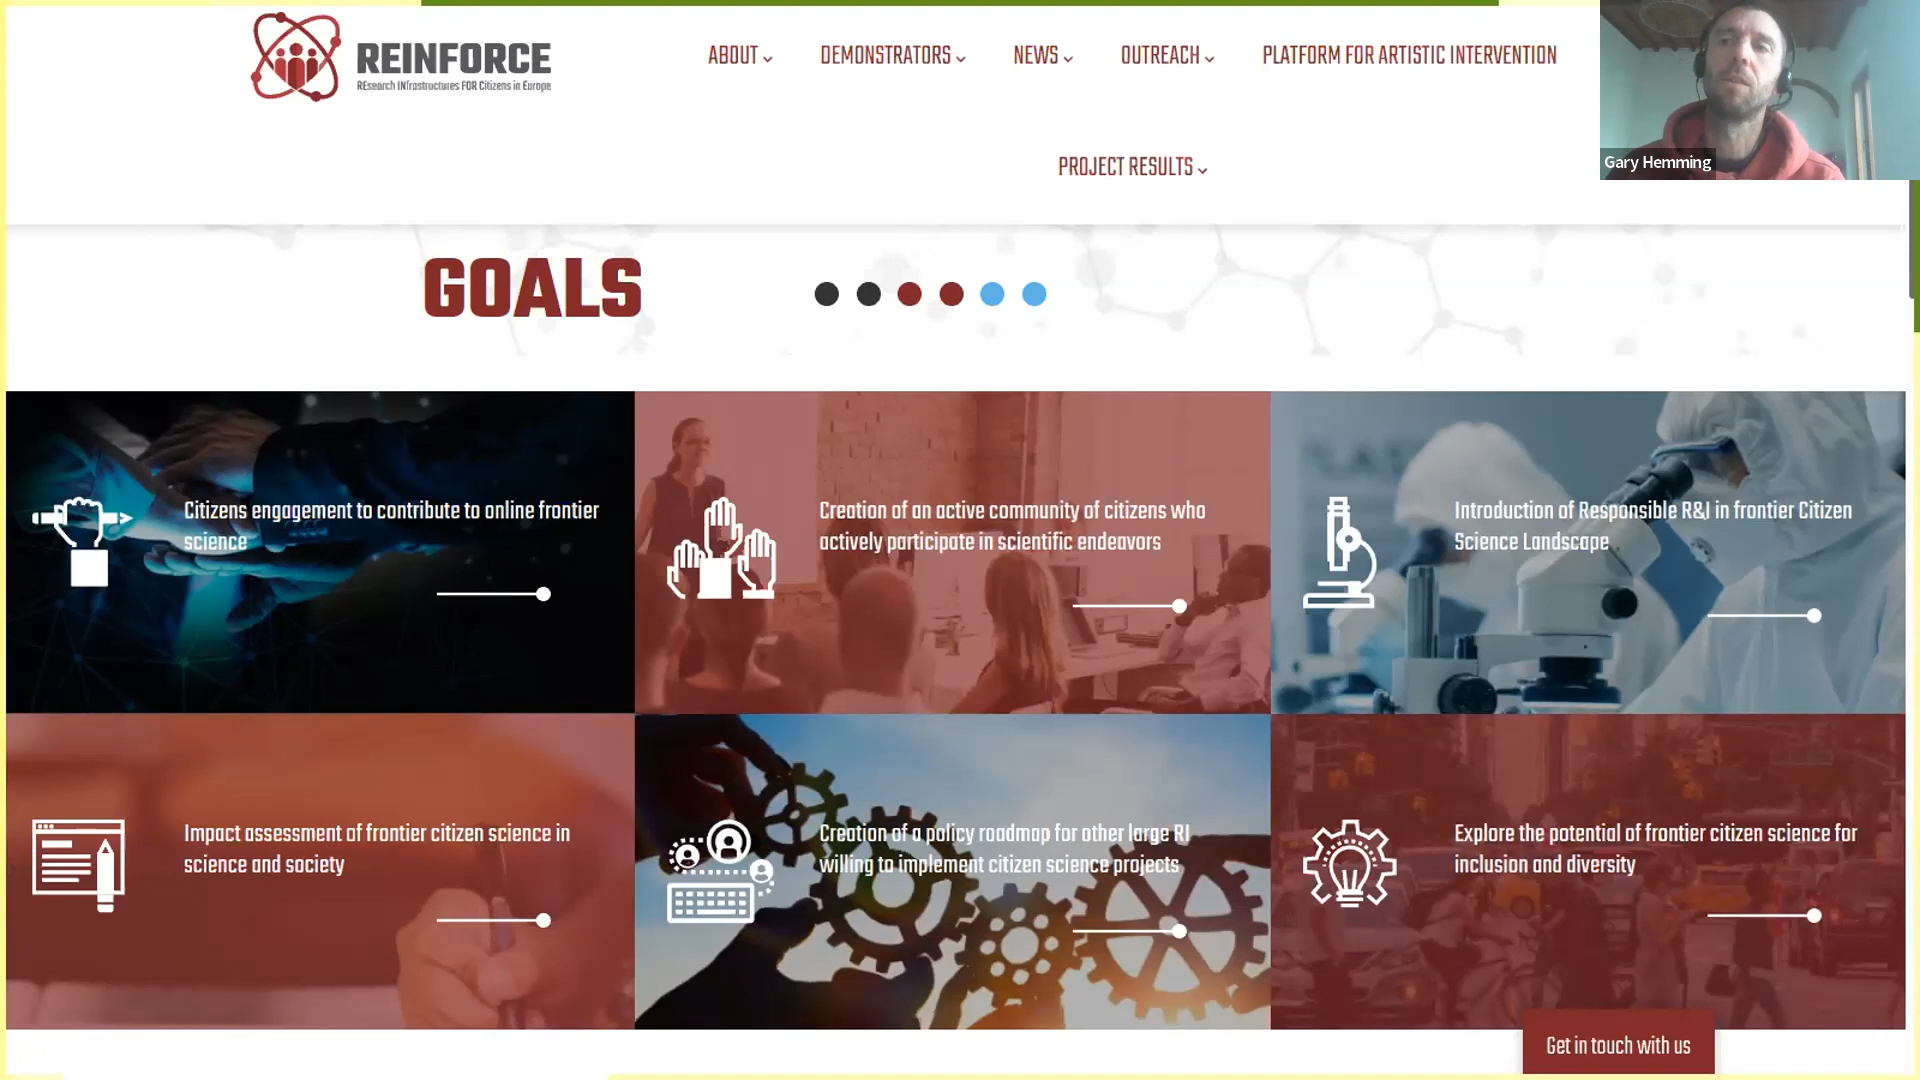 REINFORCE
REsearch INfrastructures FOR Citizens in Europe
ABOUT
DEMONSTRATORS
NEWS
OUTREACH
PLATFORM FOR ARTISTIC INTERVENTION
PROJECT RESULTS
Gary Hemming
GOALS
Citizens engagement to contribute to online frontier
science
Creation of an active community of citizens who
actively participate in scientific endeavors
Introduction of Responsible R&I in frontier Citizen
Science Landscape
Impact assessment of frontier citizen science in
science and society
Creation of a policy roadmap for other large RI
willing to implement citizen science projects
Explore the potential of frontier citizen science for
inclusion and diversity
Get in touch with us